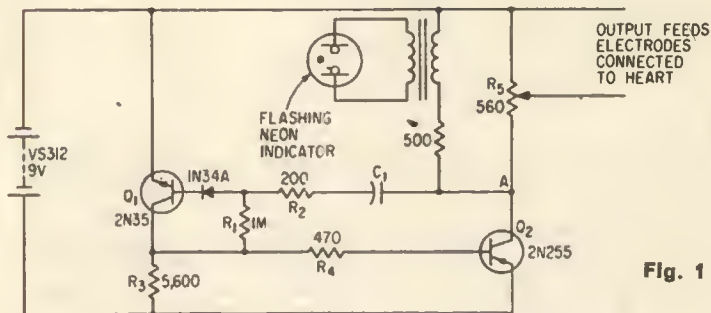 OUTPUT FEEDS
ELECTRODES
CONNECTED
TO HEART
R5
560
FLASHING
NEON
INDICATOR
500
VS312
9V
1N34A
200
R2
C1
A
Q1
2N35
R1
1M
Q2
2N255
470
R4
R3
5,600
Fig. 1